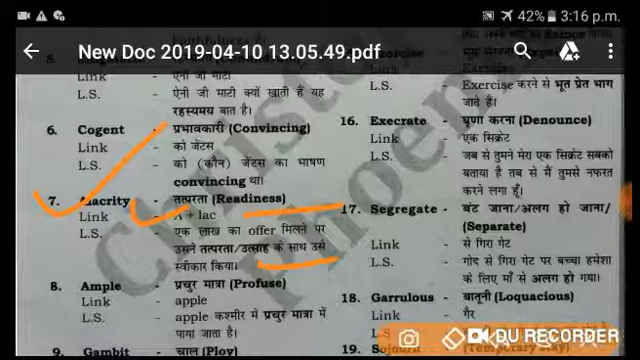 42% 3:16 p.m.
New Doc 2019-04-10 13.05.49.pdf
Link - ऐनी जी माटी
L.S. - ऐनी जी माटी क्यों खाती हैं यह
रहस्यमय बात है।
6. Cogent - प्रभावकारी (Convincing)
Link - को जेंटस
L.S. - को (कौन) जेंटस का भाषण
convincing था।
7. Alacrity - तत्परता (Readiness)
Link - A + lac
L.S. - एक लाख का offer मिलने पर
उसने तत्परता/उत्साह के साथ उसे
स्वीकार किया।
8. Ample - प्रचुर मात्रा (Profuse)
Link - apple
L.S. - apple कश्मीर में प्रचुर मात्रा में
पाया जाता है।
9. Gambit - चाल (Ploy)
L.S. - Exercise करने से भूत प्रेत भाग
जाते है।
16. Execrate - घृणा करना (Denounce)
Link - एक सिक्रेट
L.S. - जब से तुमने मेरा एक सिक्रेट सबको
बताया है तब से मैं तुमसे नफरत
करने लगा हूँ।
17. Segregate - बंट जाना/अलग हो जाना/
(Separate)
Link - से गिरा गेट
L.S. - गोद से गिरा गेट पर बच्चा हमेशा
के लिए माँ से अलग हो गया।
18. Garrulous - बातूनी (Loquacious)
Link - गैर
19. Sojourn
DU RECORDER